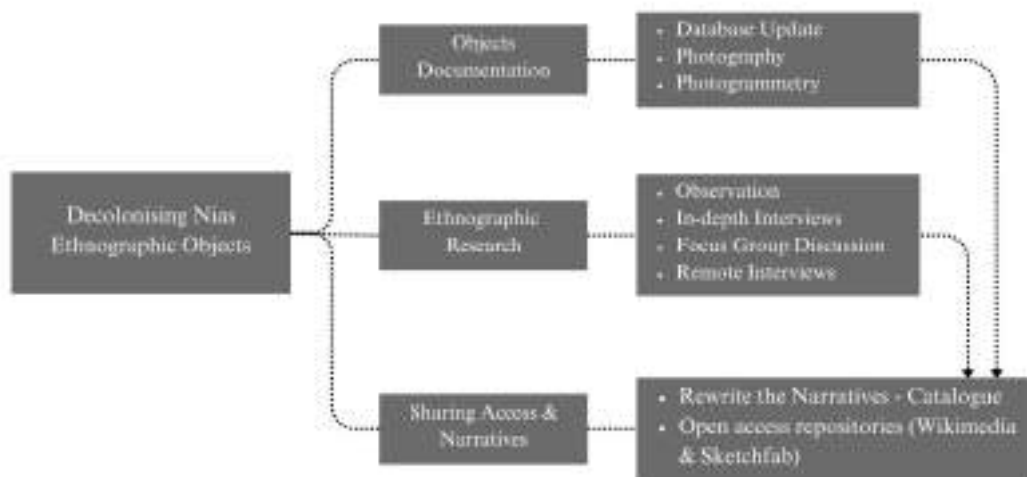 Decolonising Nias
Ethnographic Objects
Objects
Documentation
• Database Update
• Photography
• Photogrammetry
Ethnographic
Research
• Observation
• In-depth Interviews
• Focus Group Discussion
• Remote Interviews
Sharing Access &
Narratives
• Rewrite the Narratives - Catalogue
• Open access repositories (Wikimedia
& Sketchfab)